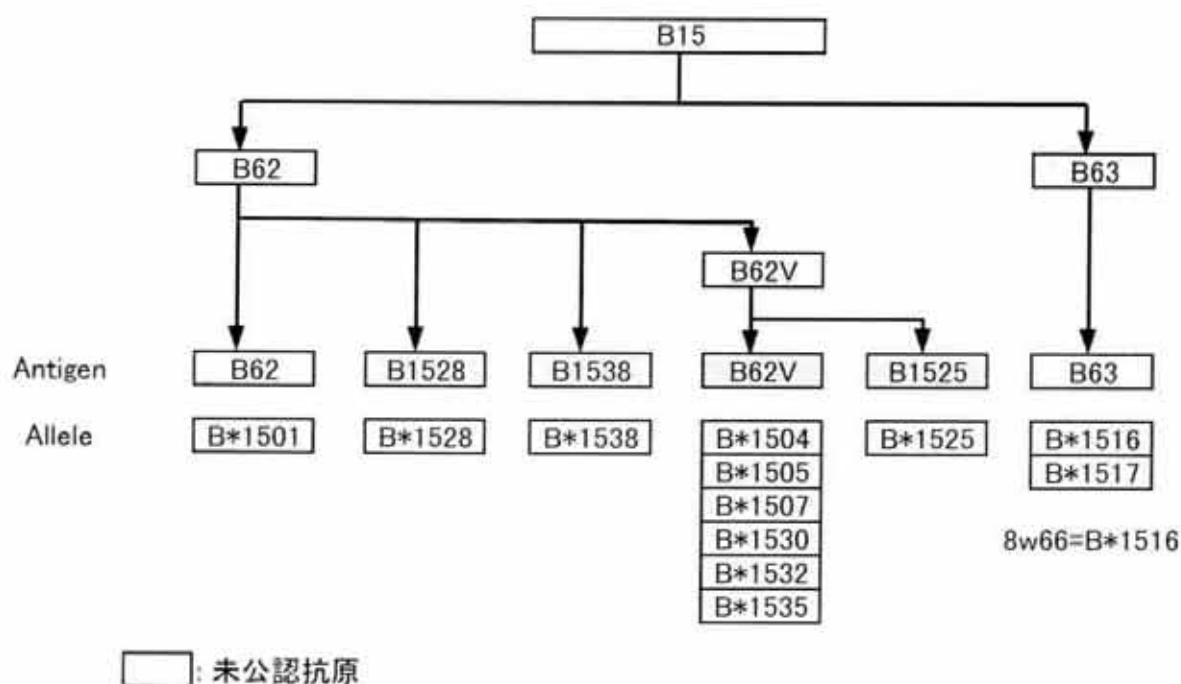 B15
B62
B63
B62V
Antigen B62 B1528 B1538 B62V B1525 B63
Allele B*1501 B*1528 B*1538 B*1504 B*1525 B*1516
B*1505 B*1517
B*1507
B*1530 8w66=B*1516
B*1532
B*1535
: 未公認抗原